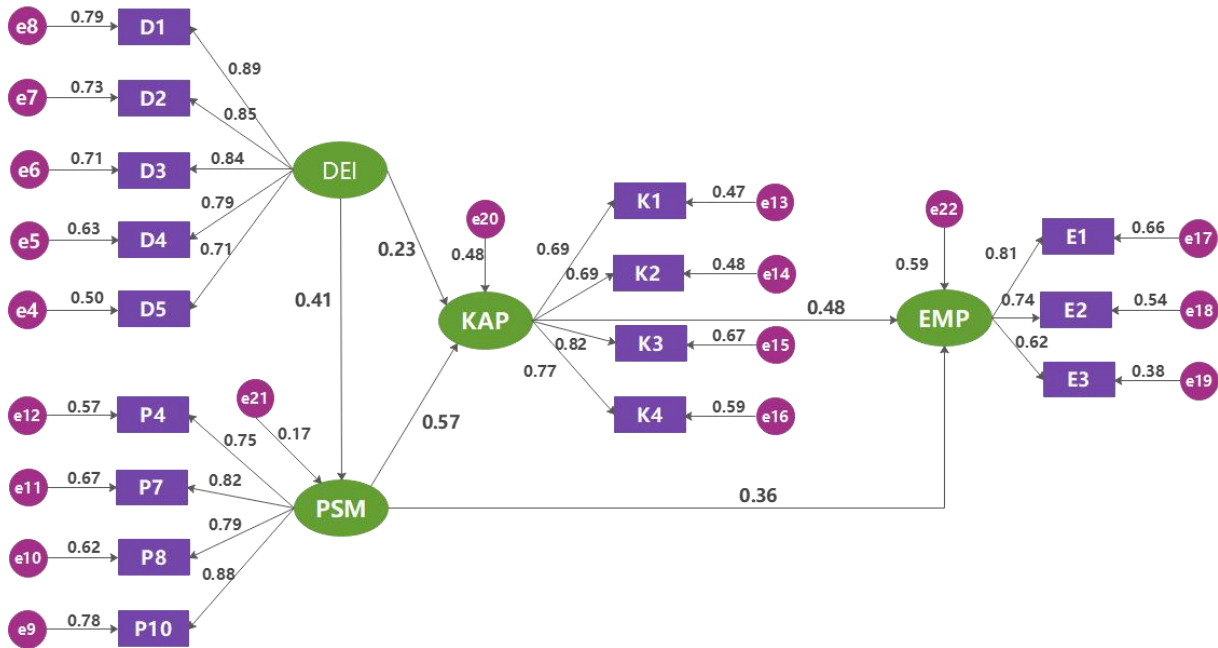 e8 0.79 D1
0.89
e7 0.73 D2
0.85
e6 0.71 D3 0.84 DEI
e5 0.63 D4 0.79
0.71
e4 0.50 D5
0.23
0.41
e20
0.48
KAP
K1 0.47 e13
0.69
K2 0.48 e14
0.69
K3 0.67 e15
0.82
K4 0.59 e16
0.77
0.48
e22
0.59
EMP
E1 0.66 e17
0.81
E2 0.54 e18
0.74
E3 0.38 e19
0.62
e12 0.57 P4
0.75
e21
0.17
0.57
e11 0.67 P7 0.82
PSM
0.36
e10 0.62 P8 0.79
0.88
e9 0.78 P10